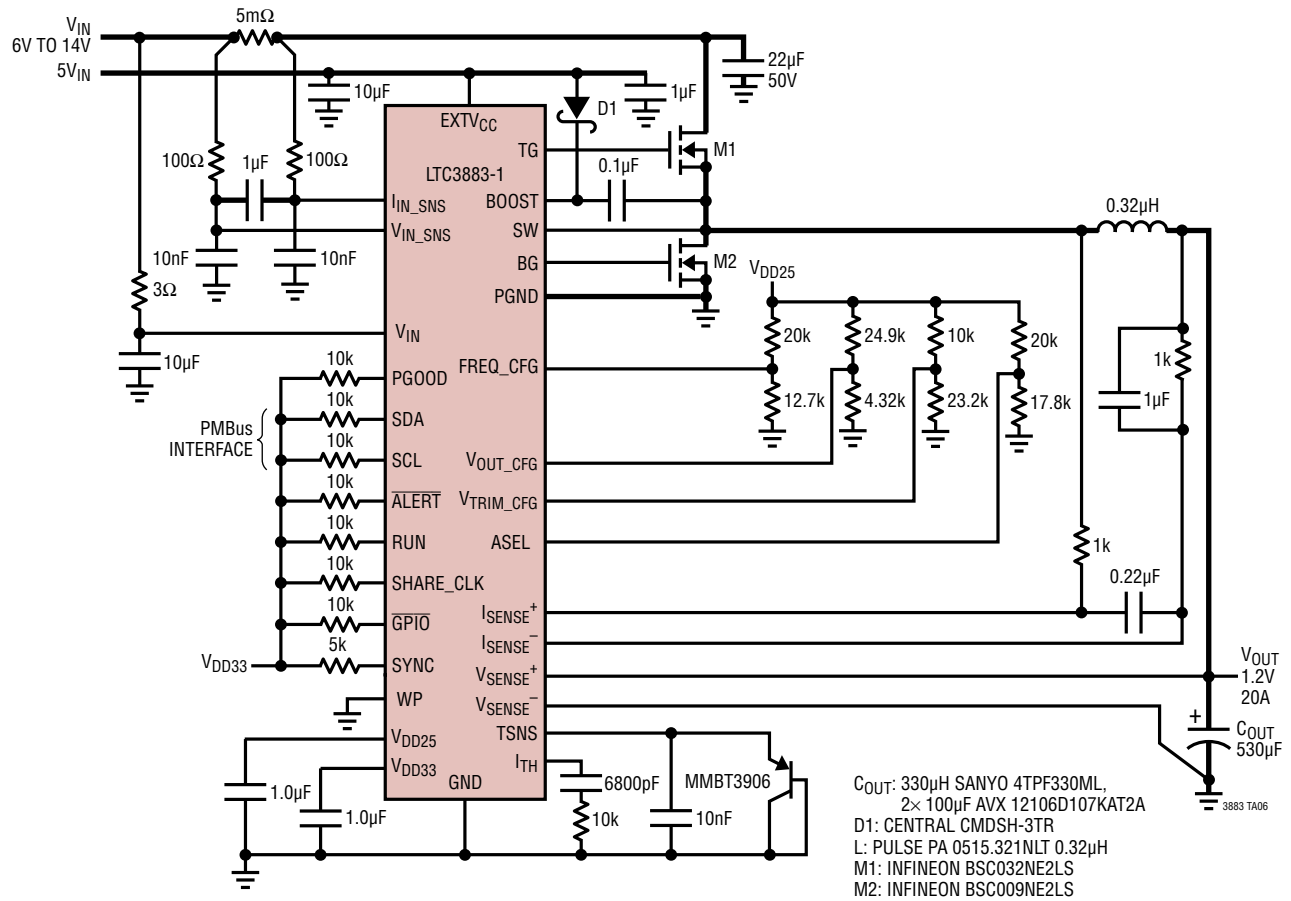 5mΩ
VIN
6V TO 14V
5VIN
10µF
D1
1µF
22µF
50V
EXTVCC
LTC3883-1
TG
M1
100Ω
1µF
100Ω
0.1µF
IIN_SNS
BOOST
0.32µH
VIN_SNS
SW
10nF
10nF
BG
M2
VDD25
3Ω
PGND
VIN
20k
24.9k
10k
20k
10µF
FREQ_CFG
1k
10k
PGOOD
12.7k
4.32k
23.2k
17.8k
1µF
10k
SDA
PMBus
INTERFACE
10k
SCL
VOUT_CFG
10k
ALERT
VTRIM_CFG
10k
RUN
ASEL
1k
10k
SHARE_CLK
0.22µF
10k
GPIO
ISENSE+
ISENSE–
5k
VDD33
SYNC
VSENSE+
VOUT
1.2V
20A
WP
VSENSE–
VDD25
TSNS
+
COUT
530µF
VDD33
ITH
GND
6800pF
MMBT3906
1.0µF
1.0µF
10k
10nF
COUT: 330µH SANYO 4TPF330ML,
2× 100µF AVX 12106D107KAT2A
D1: CENTRAL CMDSH-3TR
L: PULSE PA 0515.321NLT 0.32µH
M1: INFINEON BSC032NE2LS
M2: INFINEON BSC009NE2LS
3883 TA06